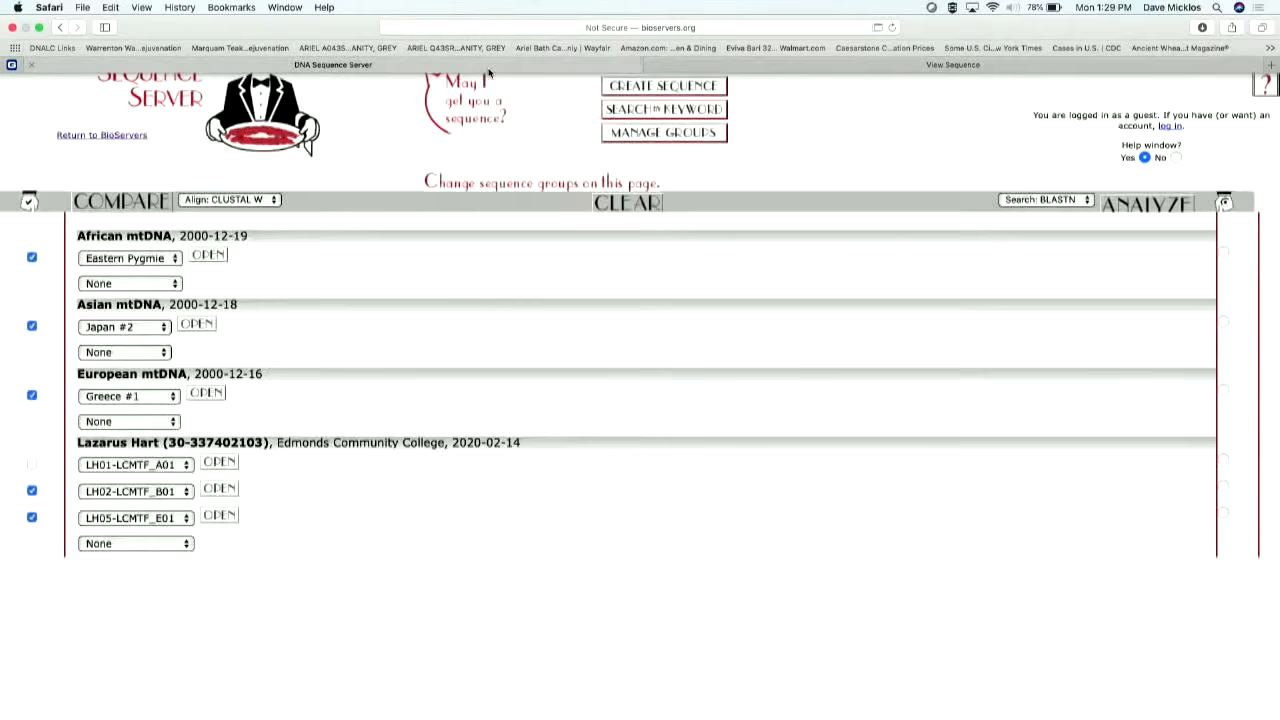 Safari File Edit View History Bookmarks Window Help 78% Mon 1:29 PM Dave Micklos
Not Secure — bioservers.org
DNALC Links Warrenton Wa...ejuvenation Marquam Teak...ejuvenation ARIEL A043S...ANITY, GREY ARIEL Q43SR...ANITY, GREY Ariel Bath Ca...nly | Wayfair Amazon.com: ...en & Dining Eviva Bari 32... Walmart.com Caesarstone C...ation Prices Some U.S. Ci...w York Times Cases in U.S. | CDC Ancient Whea...t Magazine®
DNA Sequence Server View Sequence
SEQUENCE
SERVER
Return to BioServers
May I
get you a
sequence?
CREATE SEQUENCE
SEARCH BY KEYWORD
MANAGE GROUPS
?
You are logged in as a guest. If you have (or want) an
account, log in.
Help window?
Yes No
Change sequence groups on this page.
COMPARE Align: CLUSTAL W CLEAR Search: BLASTN ANALYZE
African mtDNA, 2000-12-19
Eastern Pygmie OPEN
None
Asian mtDNA, 2000-12-18
Japan #2 OPEN
None
European mtDNA, 2000-12-16
Greece #1 OPEN
None
Lazarus Hart (30-337402103), Edmonds Community College, 2020-02-14
LH01-LCMTF_A01 OPEN
LH02-LCMTF_B01 OPEN
LH05-LCMTF_E01 OPEN
None